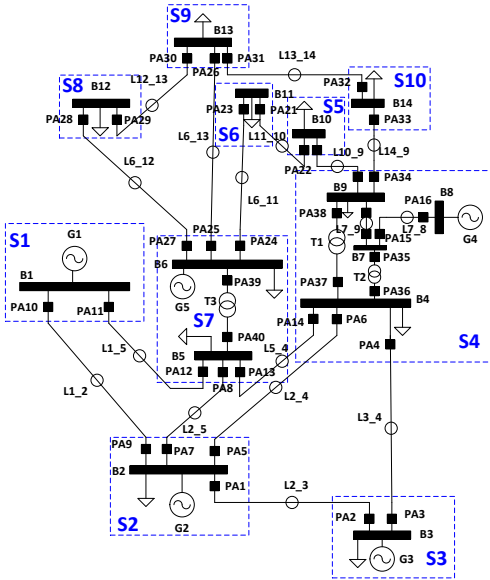 S9
B13
PA30
PA26
PA31
L13_14
S8
B12
L12_13
PA32
S10
B14
PA28
PA29
B11
PA23
PA21
S6
S5
B10
PA33
L6_13
L11_10
PA22
L10_9
L14_9
L6_12
L6_11
PA34
B9
PA16
B8
PA38
L7_9
L7_8
G4
T1
PA15
B7
PA35
T2
S1
G1
B1
PA10
PA11
PA27
PA25
PA24
B6
PA39
G5
T3
S7
PA37
PA36
B4
PA14
PA6
PA4
S4
PA40
B5
PA12
PA8
PA13
L1_5
L5_4
L1_2
L2_4
L2_5
L3_4
PA9
PA7
PA5
B2
PA1
G2
S2
L2_3
PA2
PA3
B3
G3
S3